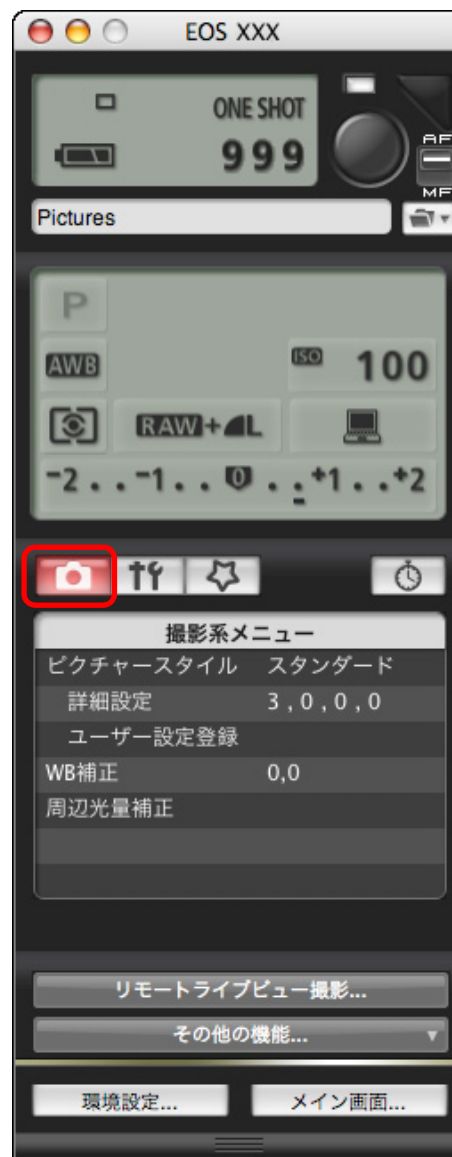 EOS XXX
ONE SHOT
999
AF
MF
Pictures
P
AWB
ISO 100
RAW+L
-2..-1..0..+1..+2
撮影系メニュー
ピクチャースタイル スタンダード
詳細設定 3,0,0,0
ユーザー設定登録
WB補正 0,0
周辺光量補正
リモートライブビュー撮影...
その他の機能...
環境設定... メイン画面...